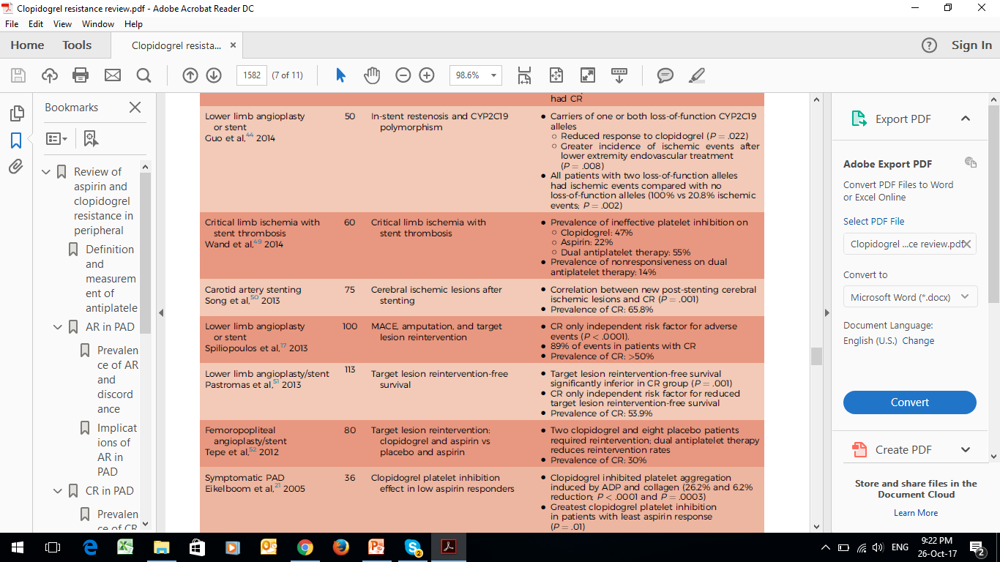 Clopidogrel resistance review.pdf - Adobe Acrobat Reader DC
File Edit View Window Help
Home Tools Clopidogrel resista... × Sign In
1582 (7 of 11) 98.6%
Bookmarks
Review of
aspirin and
clopidogrel
resistance in
peripheral
Definition
and
measurem
ent of
antiplatele
AR in PAD
Prevalen
ce of AR
and
discord
ance
Implicat
ions of
AR in
PAD
CR in PAD
Prevalen
ce of CR
had CR
Lower limb angioplasty
or stent
Guo et al,44 2014
50
In-stent restenosis and CYP2C19
polymorphism
● Carriers of one or both loss-of-function CYP2C19
alleles
○ Reduced response to clopidogrel (P = .022)
○ Greater incidence of ischemic events after
lower extremity endovascular treatment
(P = .008)
● All patients with two loss-of-function alleles
had ischemic events compared with no
loss-of-function alleles (100% vs 20.8% ischemic
events; P = .002)
Critical limb ischemia with
stent thrombosis
Wand et al,49 2014
60
Critical limb ischemia with
stent thrombosis
● Prevalence of ineffective platelet inhibition on
○ Clopidogrel: 47%
○ Aspirin: 22%
○ Dual antiplatelet therapy: 55%
● Prevalence of nonresponsiveness on dual
antiplatelet therapy: 14%
Carotid artery stenting
Song et al,50 2013
75
Cerebral ischemic lesions after
stenting
● Correlation between new post-stenting cerebral
ischemic lesions and CR (P = .001)
● Prevalence of CR: 65.8%
Lower limb angioplasty
or stent
Spiliopoulos et al,17 2013
100
MACE, amputation, and target
lesion reintervention
● CR only independent risk factor for adverse
events (P < .0001).
● 89% of events in patients with CR
● Prevalence of CR: >50%
Lower limb angioplasty/stent
Pastromas et al,51 2013
113
Target lesion reintervention-free
survival
● Target lesion reintervention-free survival
significantly inferior in CR group (P = .001)
● CR only independent risk factor for reduced
target lesion reintervention-free survival
● Prevalence of CR: 53.9%
Femoropopliteal
angioplasty/stent
Tepe et al,52 2012
80
Target lesion reintervention:
clopidogrel and aspirin vs
placebo and aspirin
● Two clopidogrel and eight placebo patients
required reintervention; dual antiplatelet therapy
reduces reintervention rates
● Prevalence of CR: 30%
Symptomatic PAD
Eikelboom et al,21 2005
36
Clopidogrel platelet inhibition
effect in low aspirin responders
● Clopidogrel inhibited platelet aggregation
induced by ADP and collagen (26.2% and 6.2%
reduction; P < .0001 and P = .0003)
● Greatest clopidogrel platelet inhibition
in patients with least aspirin response
(P = .01)
Export PDF
Adobe Export PDF
Convert PDF Files to Word
or Excel Online
Select PDF File
Clopidogrel ...ce review.pdf
Convert to
Microsoft Word (*.docx)
Document Language:
English (U.S.) Change
Convert
Create PDF
Store and share files in the
Document Cloud
Learn More
ENG
9:22 PM
26-Oct-17
2
2